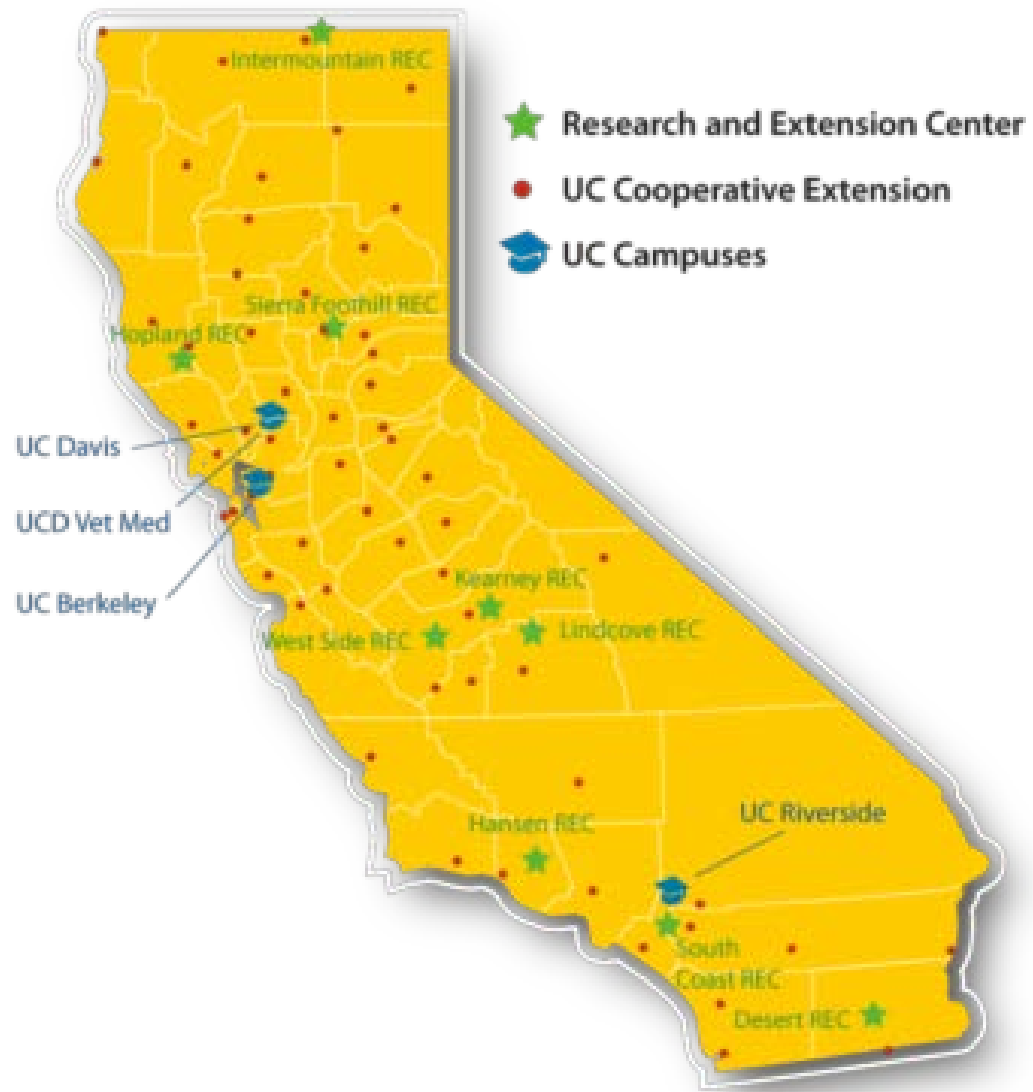 Intermountain REC
Research and Extension Center
UC Cooperative Extension
UC Campuses
Sierra Foothill REC
Hopland REC
UC Davis
UCD Vet Med
UC Berkeley
Kearney REC
West Side REC
Lindcove REC
UC Riverside
Hansen REC
South
Coast REC
Desert REC